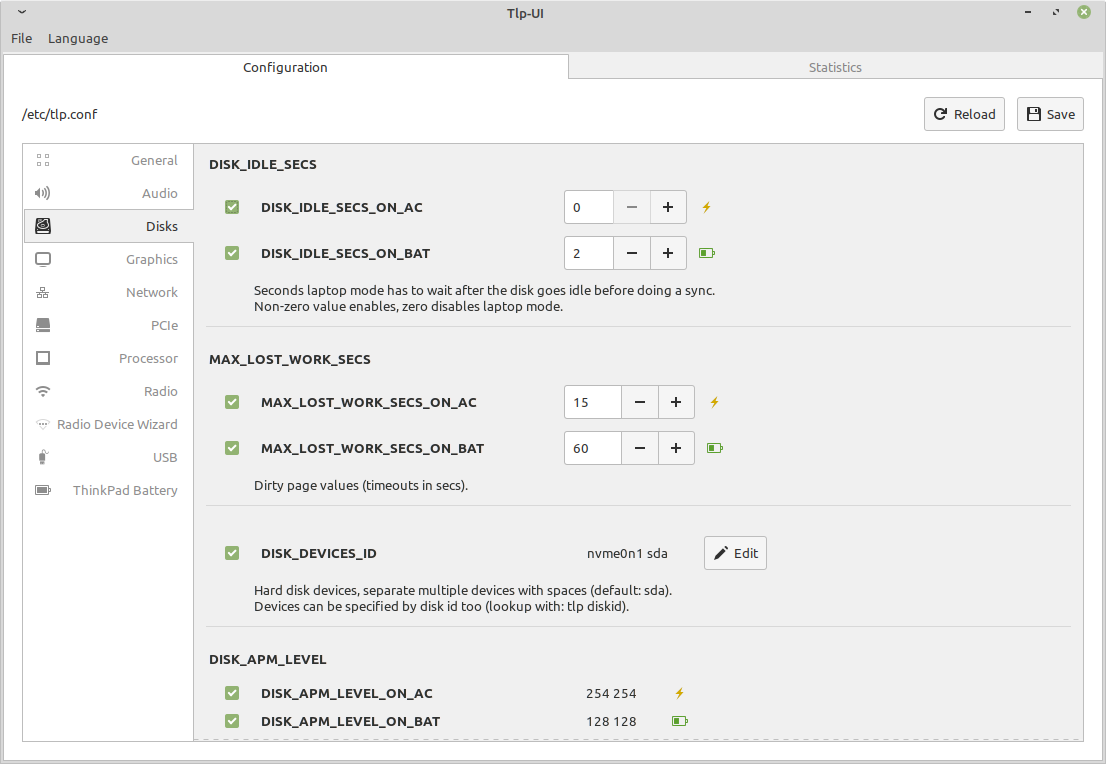 Tlp-UI
File Language
Configuration Statistics
/etc/tlp.conf Reload Save
General
Audio
Disks
Graphics
Network
PCIe
Processor
Radio
Radio Device Wizard
USB
ThinkPad Battery
DISK_IDLE_SECS
DISK_IDLE_SECS_ON_AC 0 − +
DISK_IDLE_SECS_ON_BAT 2 − +
Seconds laptop mode has to wait after the disk goes idle before doing a sync.
Non-zero value enables, zero disables laptop mode.
MAX_LOST_WORK_SECS
MAX_LOST_WORK_SECS_ON_AC 15 − +
MAX_LOST_WORK_SECS_ON_BAT 60 − +
Dirty page values (timeouts in secs).
DISK_DEVICES_ID nvme0n1 sda Edit
Hard disk devices, separate multiple devices with spaces (default: sda).
Devices can be specified by disk id too (lookup with: tlp diskid).
DISK_APM_LEVEL
DISK_APM_LEVEL_ON_AC 254 254
DISK_APM_LEVEL_ON_BAT 128 128